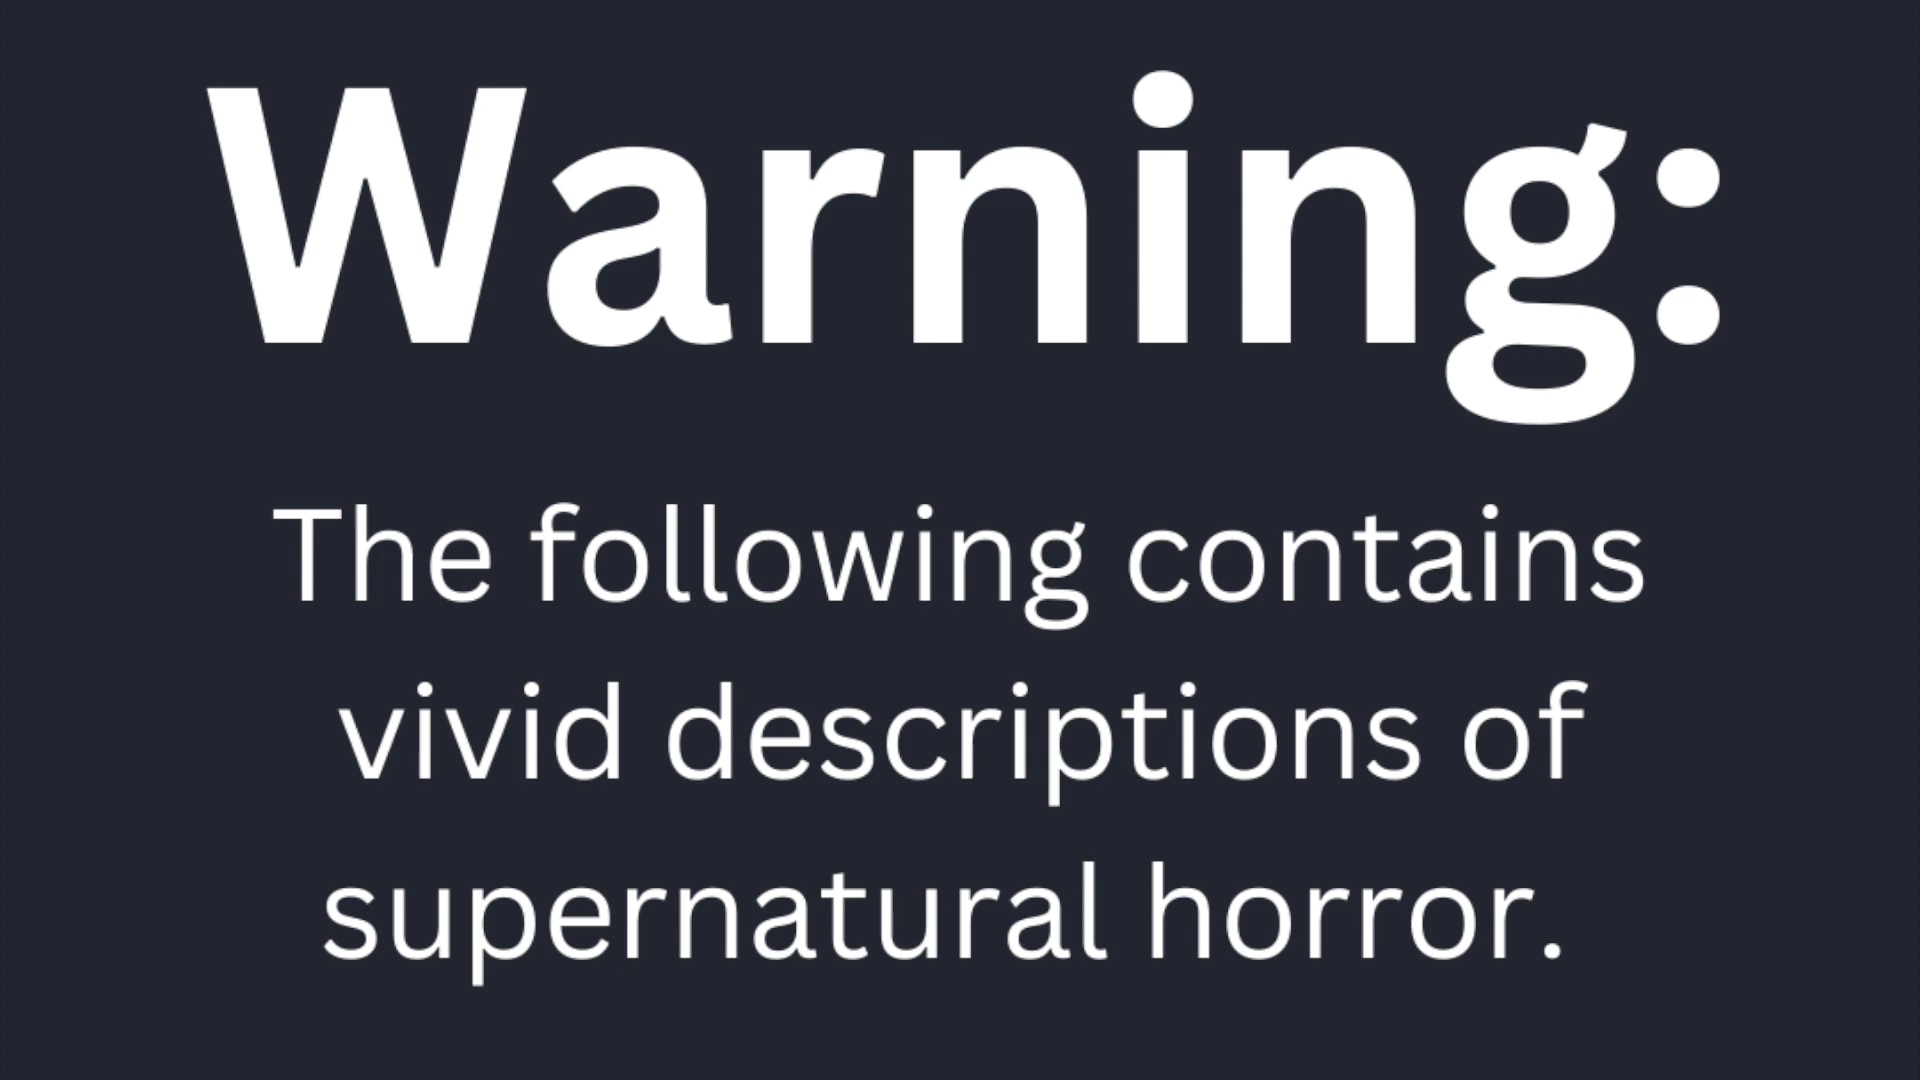 Warning:
The following contains
vivid descriptions of
supernatural horror.